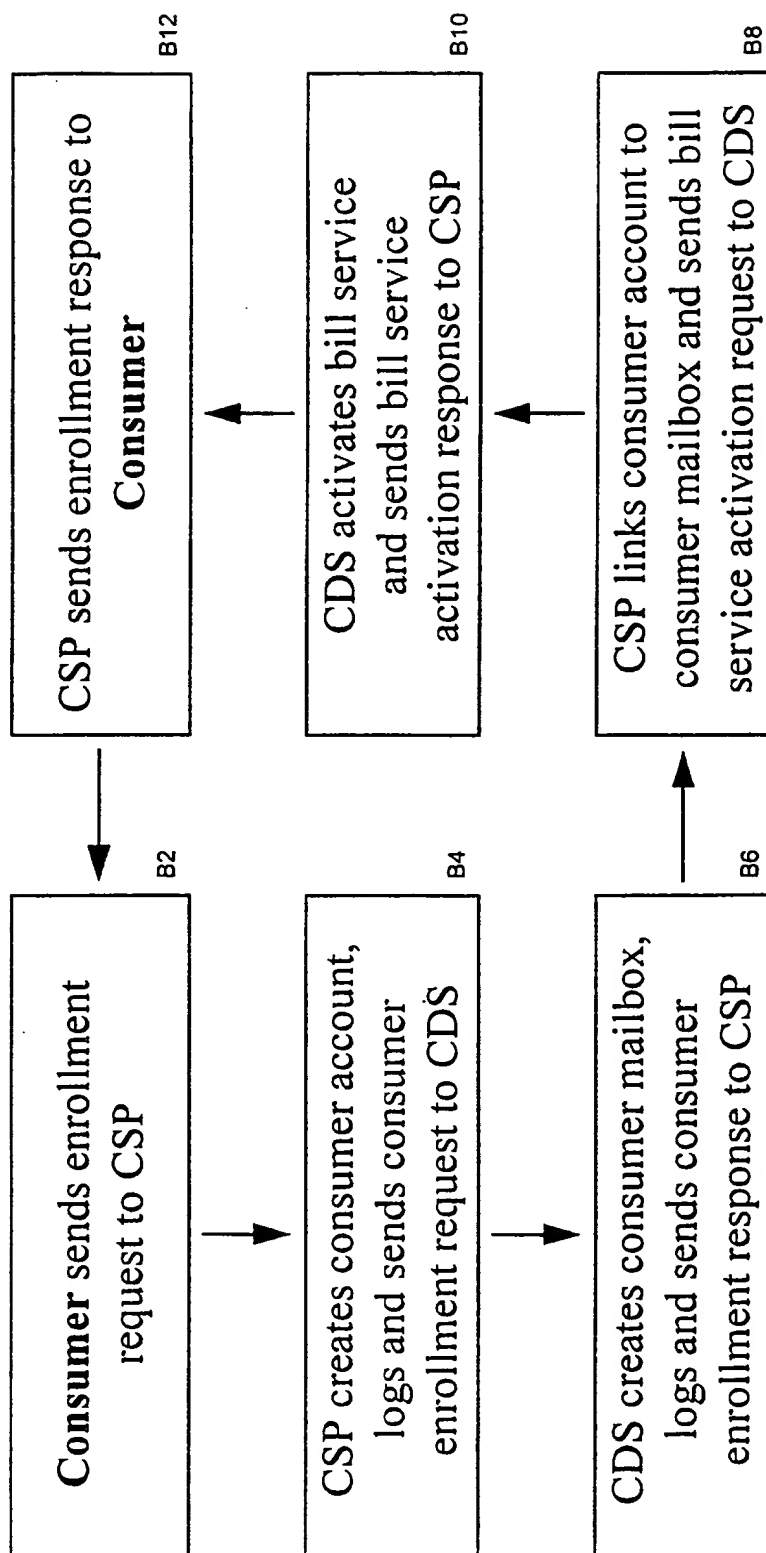 Consumer sends enrollment
request to CSP
B2
CSP creates consumer account,
logs and sends consumer
enrollment request to CDS
B4
CDS creates consumer mailbox,
logs and sends consumer
enrollment response to CSP
B6
CSP links consumer account to
consumer mailbox and sends bill
service activation request to CDS
B8
CDS activates bill service
and sends bill service
activation response to CSP
B10
CSP sends enrollment response to
Consumer
B12